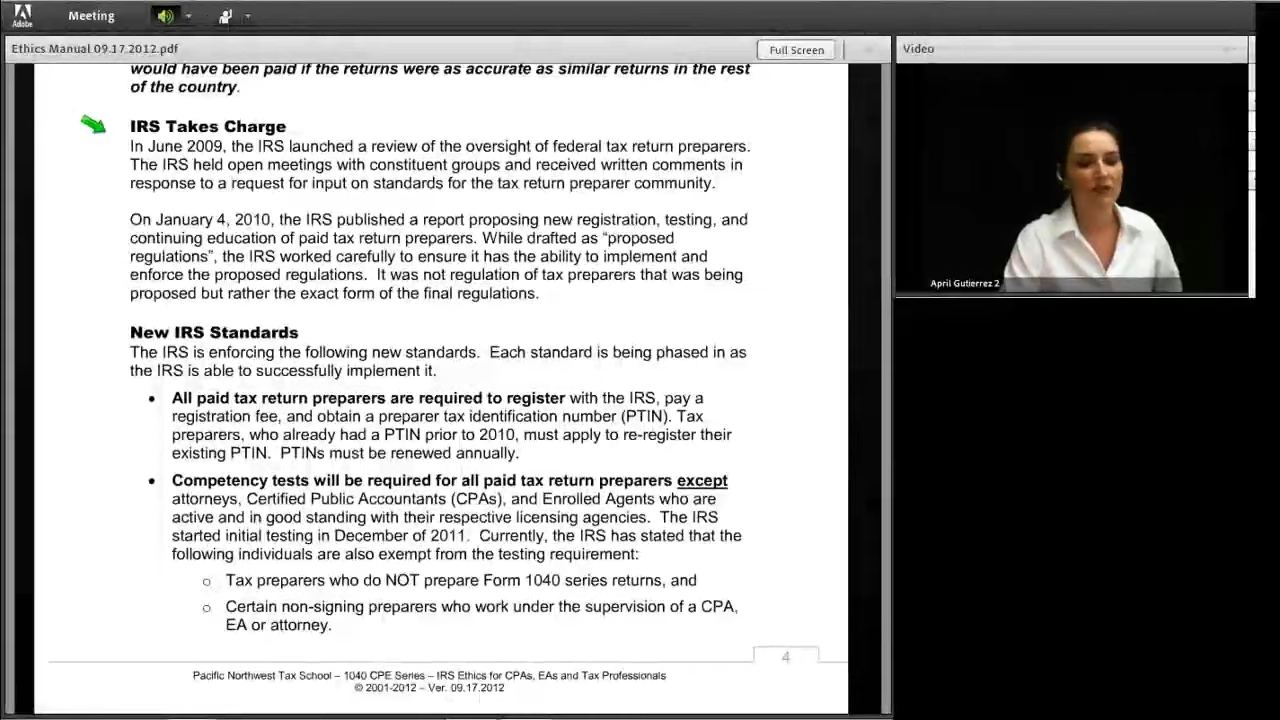 Adobe
Meeting
Ethics Manual 09.17.2012.pdf
Full Screen
Video
would have been paid if the returns were as accurate as similar returns in the rest
of the country.
IRS Takes Charge
In June 2009, the IRS launched a review of the oversight of federal tax return preparers.
The IRS held open meetings with constituent groups and received written comments in
response to a request for input on standards for the tax return preparer community.
On January 4, 2010, the IRS published a report proposing new registration, testing, and
continuing education of paid tax return preparers. While drafted as “proposed
regulations”, the IRS worked carefully to ensure it has the ability to implement and
enforce the proposed regulations. It was not regulation of tax preparers that was being
proposed but rather the exact form of the final regulations.
New IRS Standards
The IRS is enforcing the following new standards. Each standard is being phased in as
the IRS is able to successfully implement it.
• All paid tax return preparers are required to register with the IRS, pay a
registration fee, and obtain a preparer tax identification number (PTIN). Tax
preparers, who already had a PTIN prior to 2010, must apply to re-register their
existing PTIN. PTINs must be renewed annually.
• Competency tests will be required for all paid tax return preparers except
attorneys, Certified Public Accountants (CPAs), and Enrolled Agents who are
active and in good standing with their respective licensing agencies. The IRS
started initial testing in December of 2011. Currently, the IRS has stated that the
following individuals are also exempt from the testing requirement:
o Tax preparers who do NOT prepare Form 1040 series returns, and
o Certain non-signing preparers who work under the supervision of a CPA,
EA or attorney.
4
Pacific Northwest Tax School – 1040 CPE Series – IRS Ethics for CPAs, EAs and Tax Professionals
© 2001-2012 – Ver. 09.17.2012
April Gutierrez 2